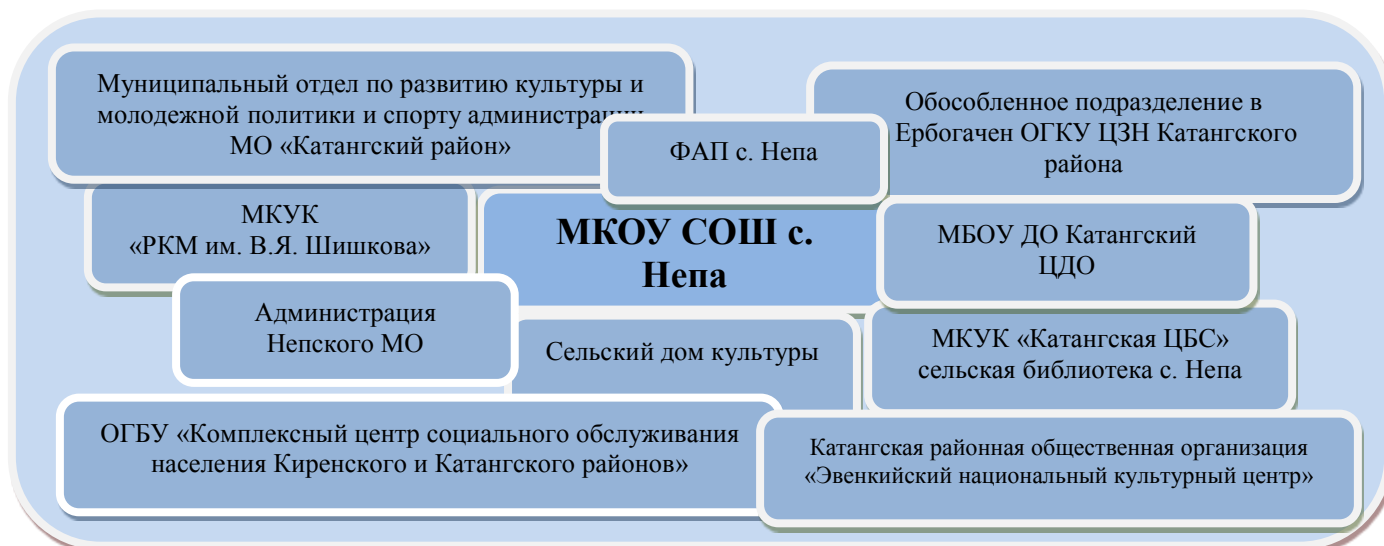 Муниципальный отдел по развитию культуры и
молодежной политики и спорту администрации
МО «Катангский район»
ФАП с. Непа
Обособленное подразделение в
Ербогачен ОГКУ ЦЗН Катангского
района
МКУК
«РКМ им. В.Я. Шишкова»
МКОУ СОШ с.
Непа
МБОУ ДО Катангский
ЦДО
Администрация
Непского МО
Сельский дом культуры
МКУК «Катангская ЦБС»
сельская библиотека с. Непа
ОГБУ «Комплексный центр социального обслуживания
населения Киренского и Катангского районов»
Катангская районная общественная организация
«Эвенкийский национальный культурный центр»